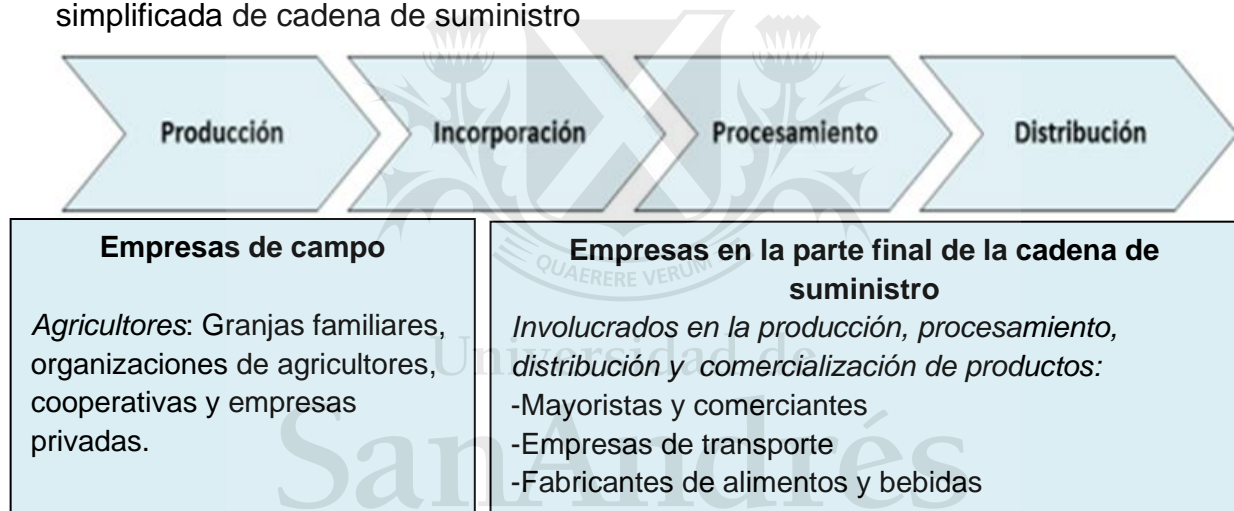 simplificada de cadena de suministro
Producción
Incorporación
Procesamiento
Distribución
Empresas de campo
Agricultores: Granjas familiares,
organizaciones de agricultores,
cooperativas y empresas
privadas.
Empresas en la parte final de la cadena de
suministro
Involucrados en la producción, procesamiento,
distribución y comercialización de productos:
-Mayoristas y comerciantes
-Empresas de transporte
-Fabricantes de alimentos y bebidas
QUAERERE VERUM
Universidad de
SanAndrés